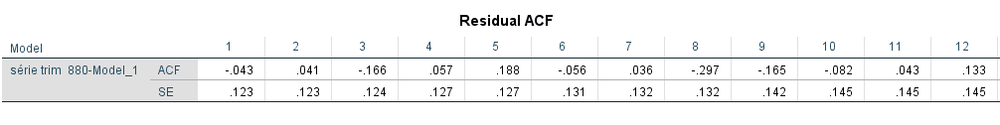 Residual ACF
Model 1 2 3 4 5 6 7 8 9 10 11 12
série trim 880-Model_1 ACF -.043 .041 -.166 .057 .188 -.056 .036 -.297 -.165 -.082 .043 .133
SE .123 .123 .124 .127 .127 .131 .132 .132 .142 .145 .145 .145